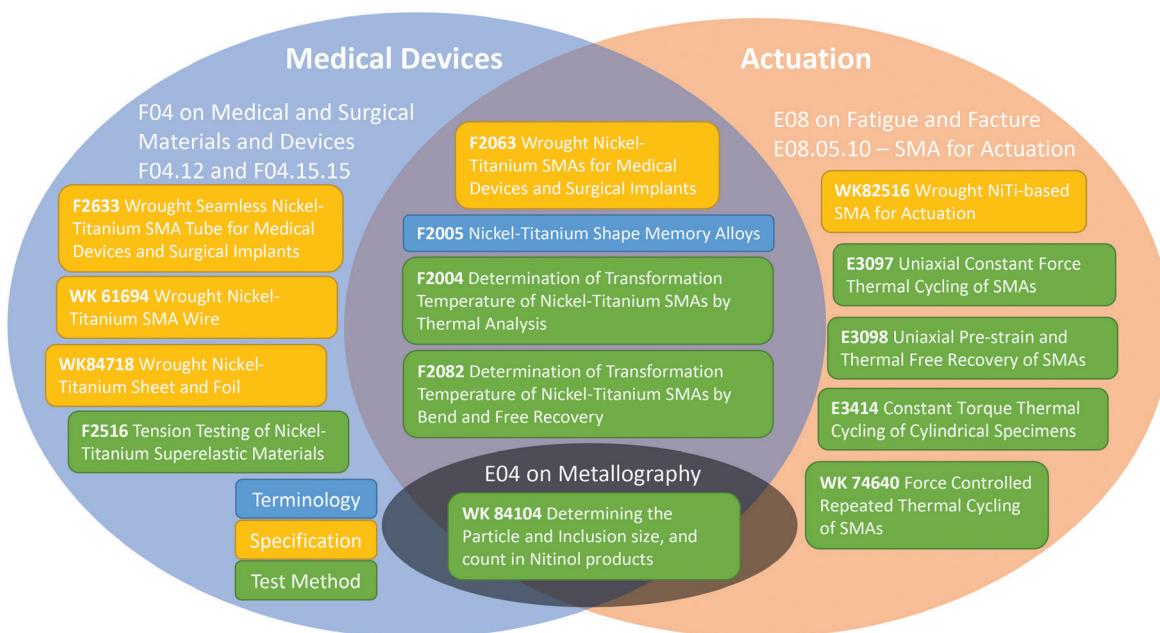 Medical Devices
F04 on Medical and Surgical
Materials and Devices
F04.12 and F04.15.15
F2633 Wrought Seamless Nickel-
Titanium SMA Tube for Medical
Devices and Surgical Implants
WK 61694 Wrought Nickel-
Titanium SMA Wire
WK84718 Wrought Nickel-
Titanium Sheet and Foil
F2516 Tension Testing of Nickel-
Titanium Superelastic Materials
Terminology
Specification
Test Method
F2063 Wrought Nickel-
Titanium SMAs for Medical
Devices and Surgical Implants
F2005 Nickel-Titanium Shape Memory Alloys
F2004 Determination of Transformation
Temperature of Nickel-Titanium SMAs by
Thermal Analysis
F2082 Determination of Transformation
Temperature of Nickel-Titanium SMAs by
Bend and Free Recovery
E04 on Metallography
WK 84104 Determining the
Particle and Inclusion size, and
count in Nitinol products
Actuation
E08 on Fatigue and Facture
E08.05.10 – SMA for Actuation
WK82516 Wrought NiTi-based
SMA for Actuation
E3097 Uniaxial Constant Force
Thermal Cycling of SMAs
E3098 Uniaxial Pre-strain and
Thermal Free Recovery of SMAs
E3414 Constant Torque Thermal
Cycling of Cylindrical Specimens
WK 74640 Force Controlled
Repeated Thermal Cycling
of SMAs